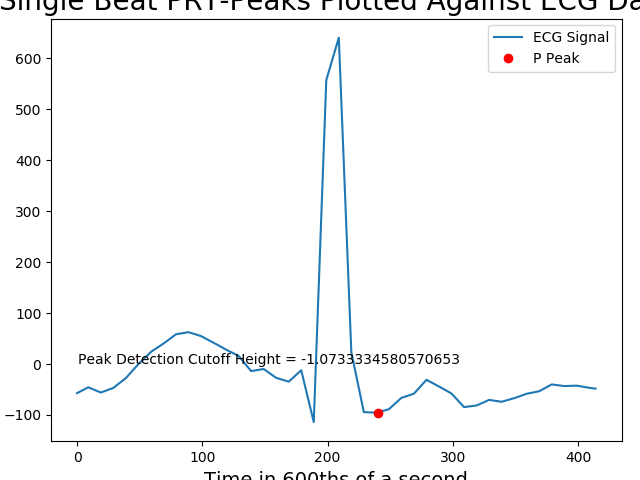 Single Beat PRT-Peaks Plotted Against ECG Da
ECG Signal
P Peak
600
500
400
300
200
100
0
−100
Peak Detection Cutoff Height = -1.0733334580570653
0 100 200 300 400
Time in 600ths of a second